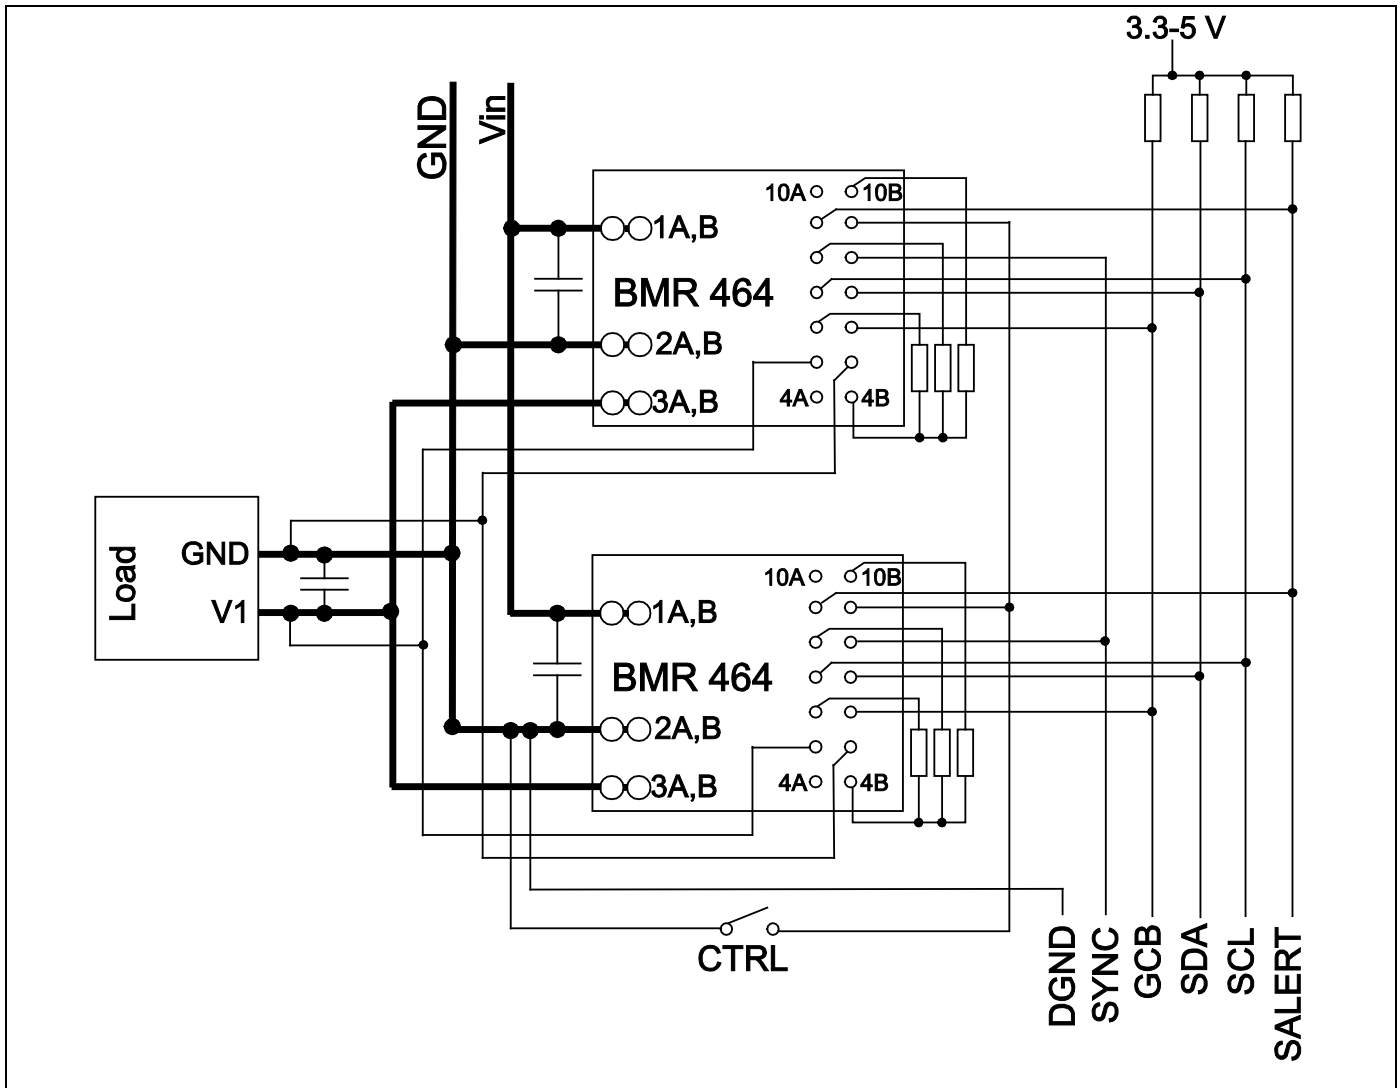 3.3-5 V
GND
Vin
10A
10B
1A,B
BMR 464
2A,B
3A,B
4A
4B
Load
GND
V1
10A
10B
1A,B
BMR 464
2A,B
3A,B
4A
4B
CTRL
DGND
SYNC
GCB
SDA
SCL
SALERT